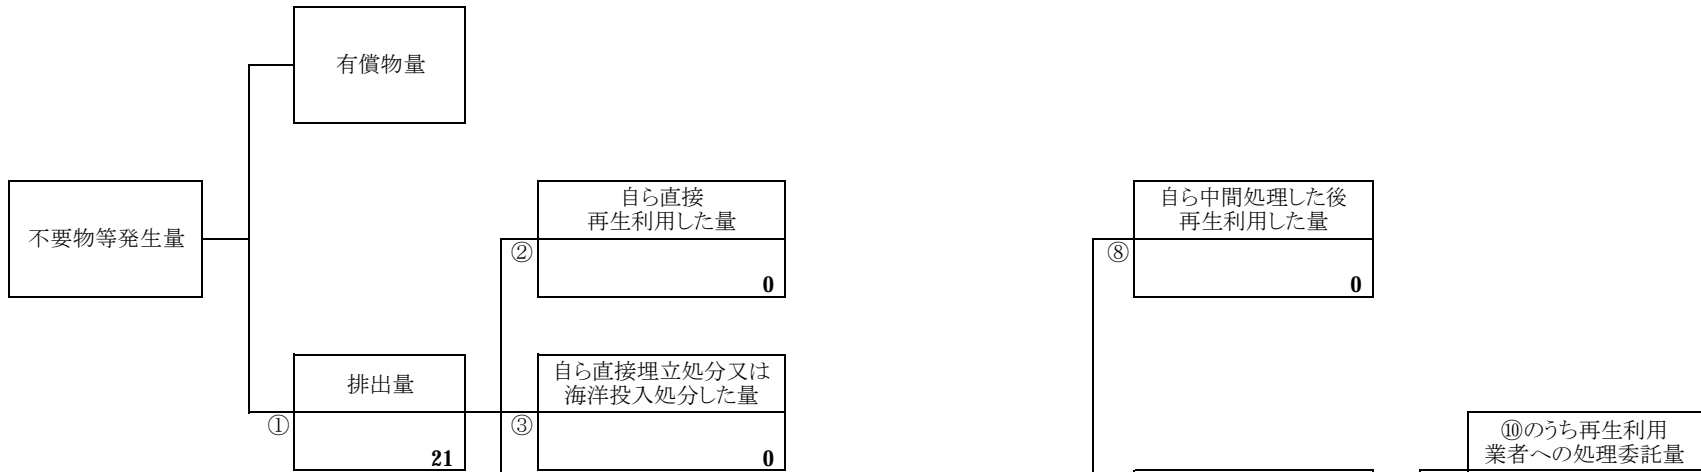 有償物量
不要物等発生量
自ら直接
再生利用した量
②
0
自ら中間処理した後
再生利用した量
⑧
0
排出量
①
21
自ら直接埋立処分又は
海洋投入処分した量
③
0
⑩のうち再生利用
業者への処理委託量